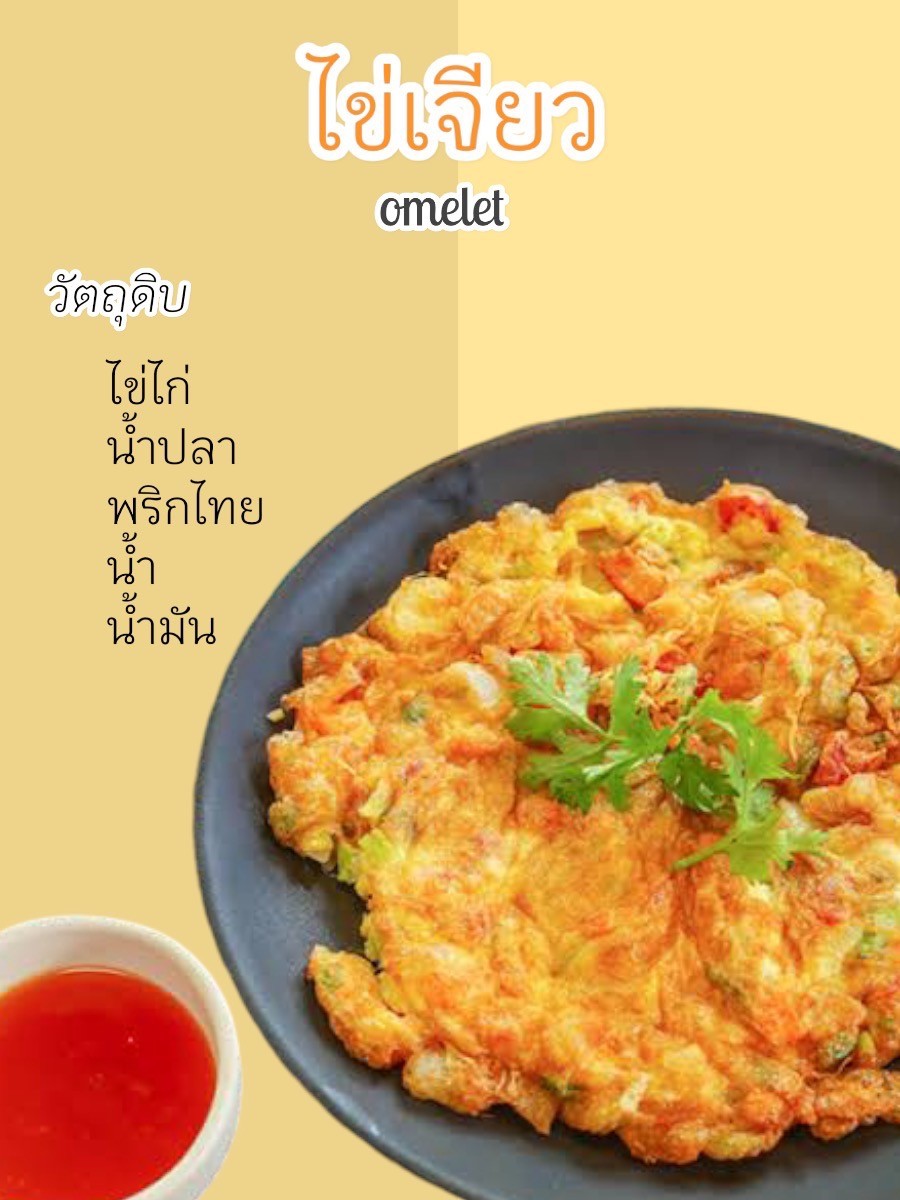 ไข่เจียว
omelet
วัตถุดิบ
ไข่ไก่
น้ำปลา
พริกไทย
น้ำ
น้ำมัน